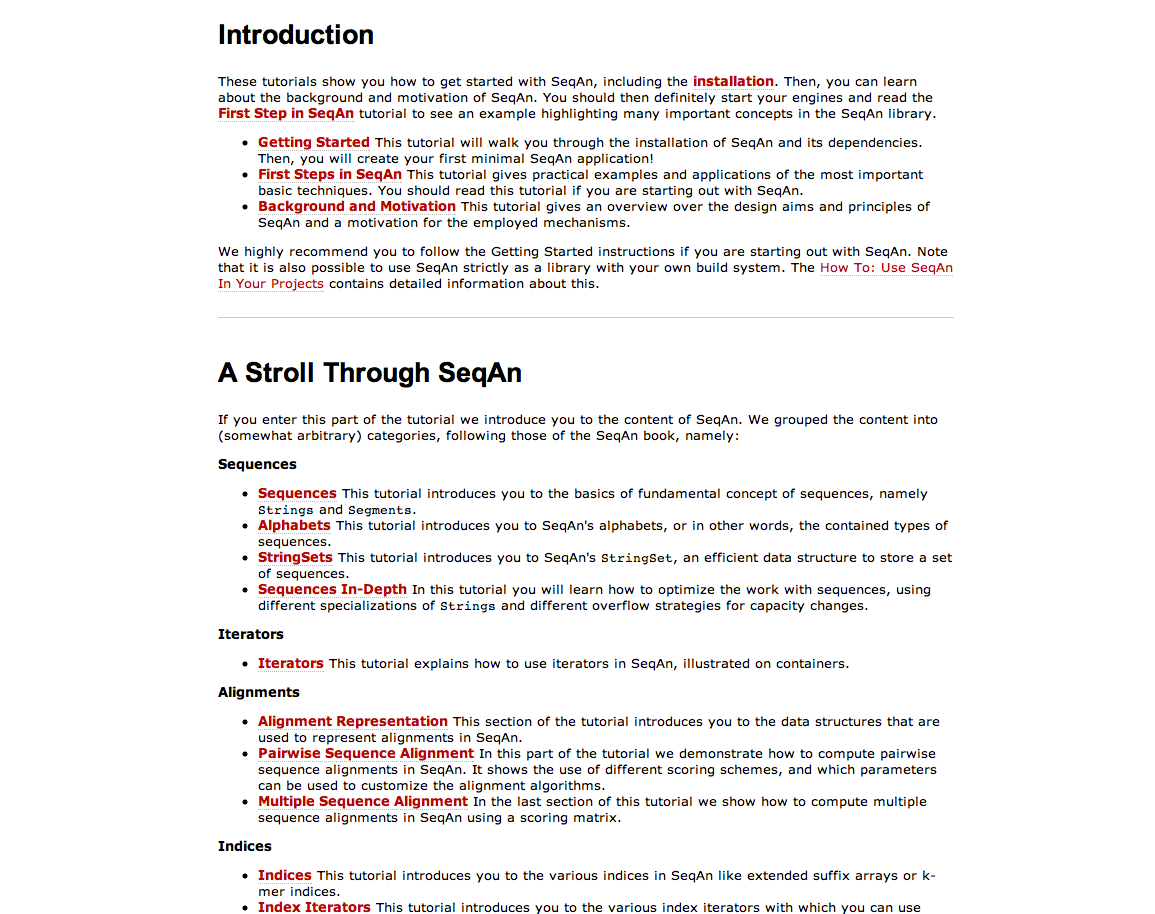 Introduction
These tutorials show you how to get started with SeqAn, including the installation. Then, you can learn
about the background and motivation of SeqAn. You should then definitely start your engines and read the
First Step in SeqAn tutorial to see an example highlighting many important concepts in the SeqAn library.
• Getting Started This tutorial will walk you through the installation of SeqAn and its dependencies.
Then, you will create your first minimal SeqAn application!
• First Steps in SeqAn This tutorial gives practical examples and applications of the most important
basic techniques. You should read this tutorial if you are starting out with SeqAn.
• Background and Motivation This tutorial gives an overview over the design aims and principles of
SeqAn and a motivation for the employed mechanisms.
We highly recommend you to follow the Getting Started instructions if you are starting out with SeqAn. Note
that it is also possible to use SeqAn strictly as a library with your own build system. The How To: Use SeqAn
In Your Projects contains detailed information about this.
A Stroll Through SeqAn
If you enter this part of the tutorial we introduce you to the content of SeqAn. We grouped the content into
(somewhat arbitrary) categories, following those of the SeqAn book, namely:
Sequences
• Sequences This tutorial introduces you to the basics of fundamental concept of sequences, namely
Strings and Segments.
• Alphabets This tutorial introduces you to SeqAn's alphabets, or in other words, the contained types of
sequences.
• StringSets This tutorial introduces you to SeqAn's StringSet, an efficient data structure to store a set
of sequences.
• Sequences In-Depth In this tutorial you will learn how to optimize the work with sequences, using
different specializations of Strings and different overflow strategies for capacity changes.
Iterators
• Iterators This tutorial explains how to use iterators in SeqAn, illustrated on containers.
Alignments
• Alignment Representation This section of the tutorial introduces you to the data structures that are
used to represent alignments in SeqAn.
• Pairwise Sequence Alignment In this part of the tutorial we demonstrate how to compute pairwise
sequence alignments in SeqAn. It shows the use of different scoring schemes, and which parameters
can be used to customize the alignment algorithms.
• Multiple Sequence Alignment In the last section of this tutorial we show how to compute multiple
sequence alignments in SeqAn using a scoring matrix.
Indices
• Indices This tutorial introduces you to the various indices in SeqAn like extended suffix arrays or k-
mer indices.
• Index Iterators This tutorial introduces you to the various index iterators with which you can use